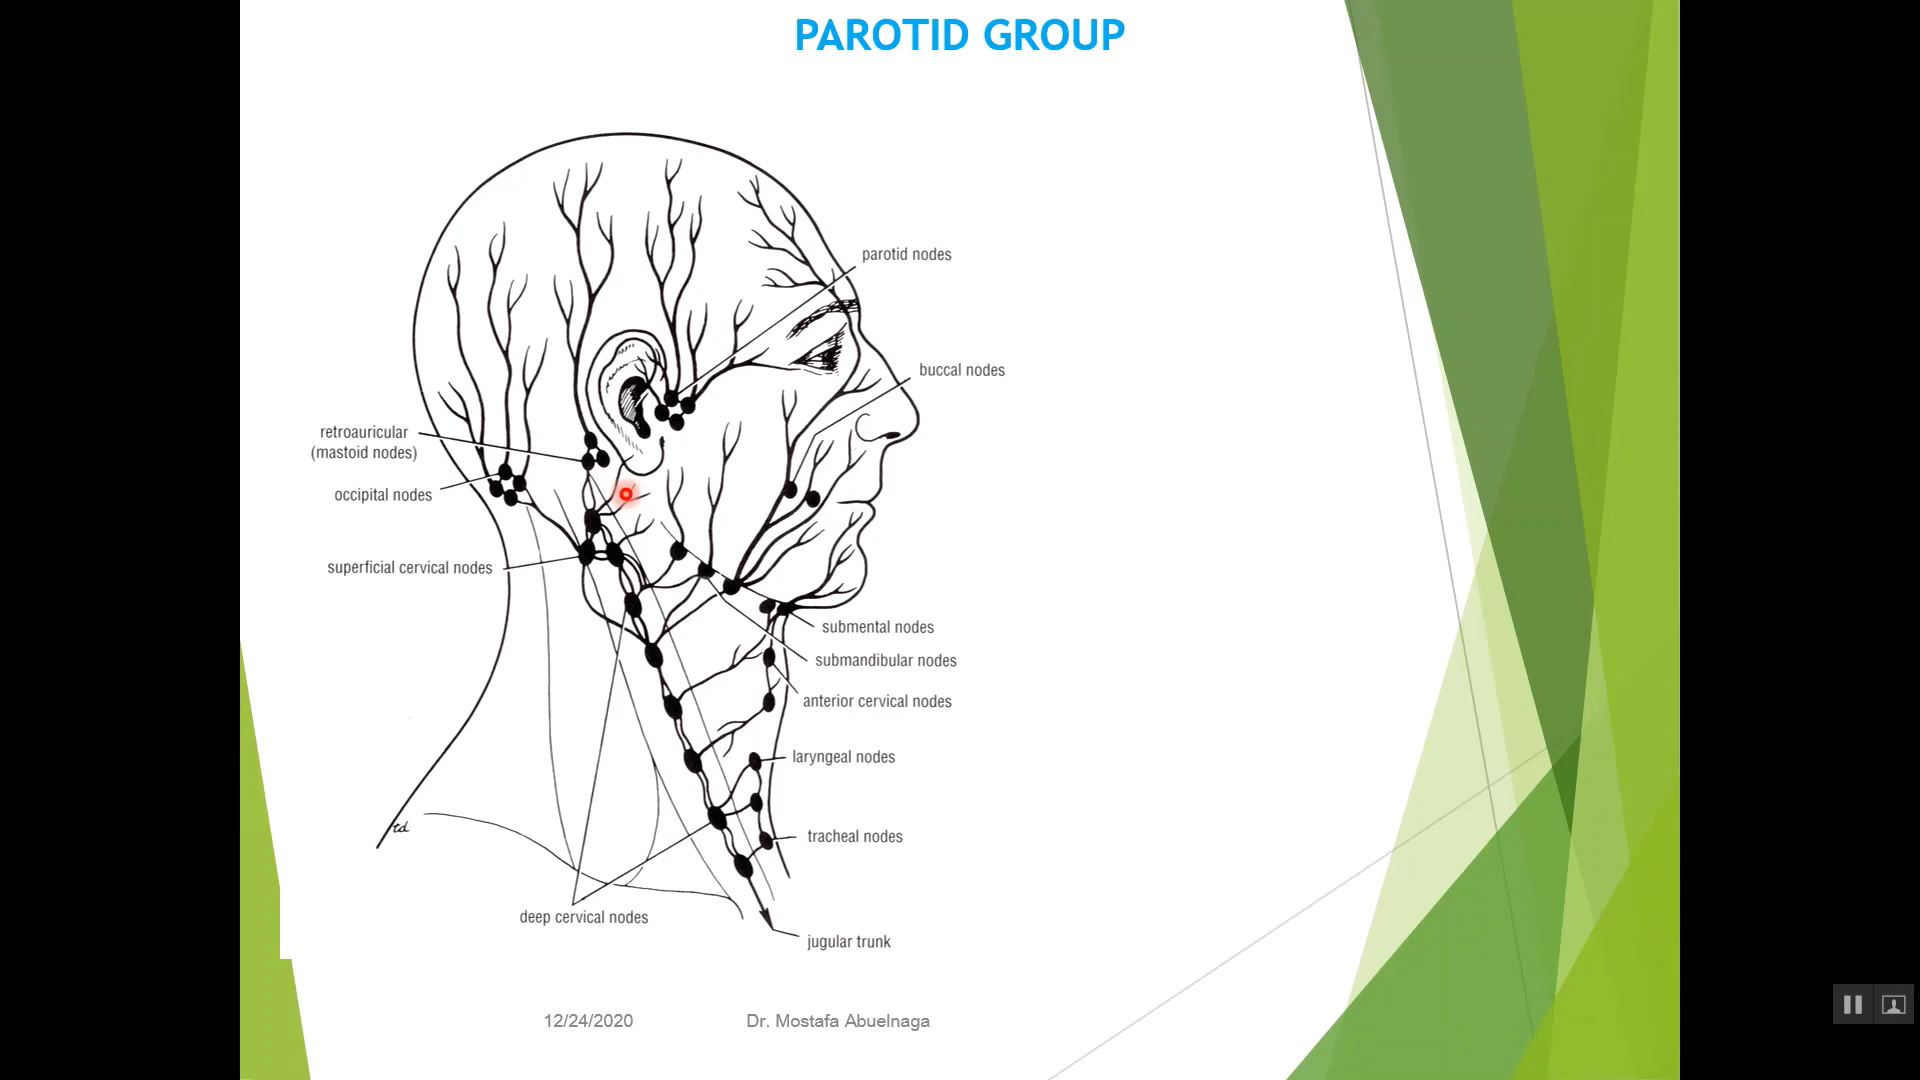 PAROTID GROUP
parotid nodes
buccal nodes
retroauricular
(mastoid nodes)
occipital nodes
superficial cervical nodes
submental nodes
submandibular nodes
anterior cervical nodes
laryngeal nodes
td
tracheal nodes
deep cervical nodes
jugular trunk
12/24/2020
Dr. Mostafa Abuelnaga